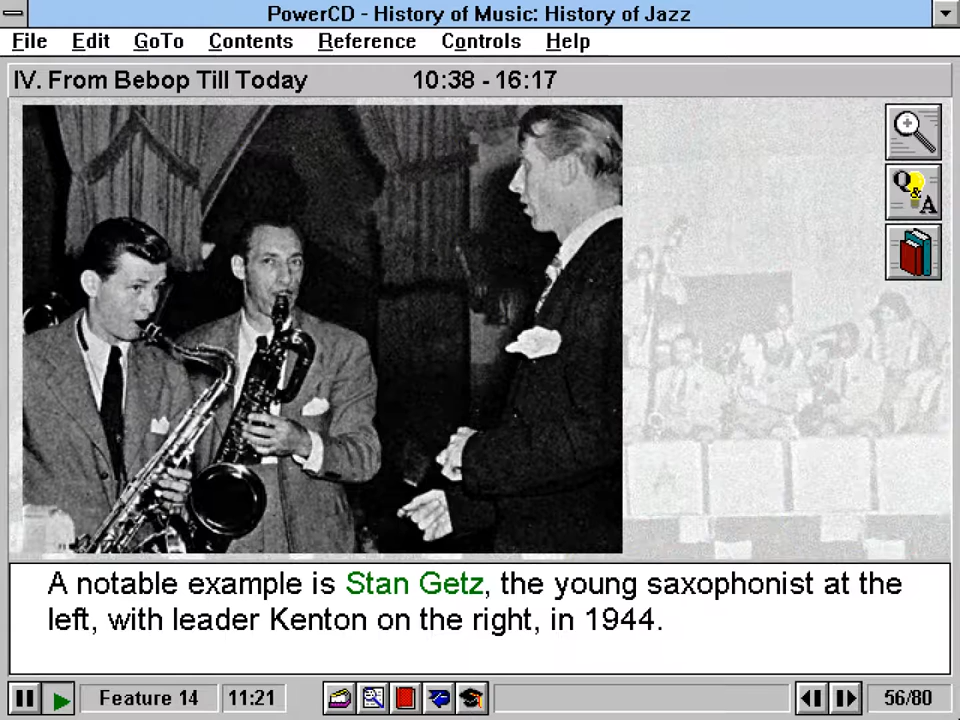 PowerCD - History of Music: History of Jazz
File Edit GoTo Contents Reference Controls Help
IV. From Bebop Till Today 10:38 - 16:17
Q & A
A notable example is Stan Getz, the young saxophonist at the
left, with leader Kenton on the right, in 1944.
Feature 14 11:21 56/80